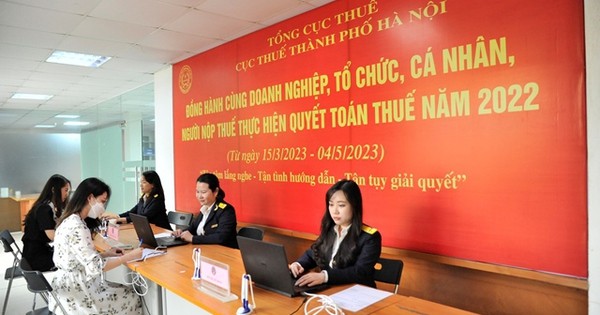 TỔNG CỤC THUẾ
CỤC THUẾ THÀNH PHỐ HÀ NỘI
ĐỒNG HÀNH CÙNG DOANH NGHIỆP, TỔ CHỨC, CÁ NHÂN,
NGƯỜI NỘP THUẾ THỰC HIỆN QUYẾT TOÁN THUẾ NĂM 2022
(Từ ngày 15/3/2023 - 04/5/2023)
tâm lắng nghe - Tận tình hướng dẫn - Tận tụy giải quyết”